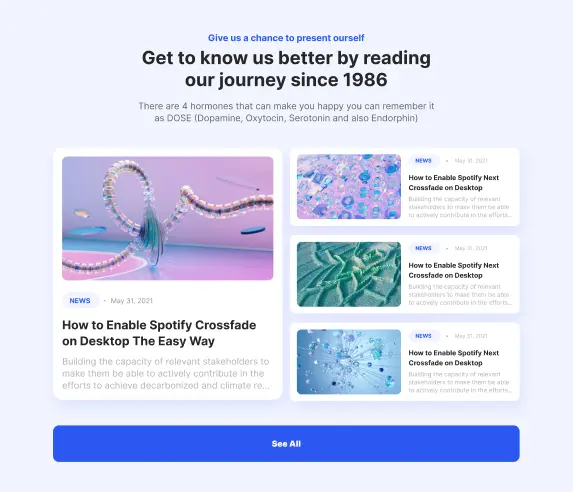 Give us a chance to present ourself
Get to know us better by reading
our journey since 1986
There are 4 hormones that can make you happy you can remember it
as DOSE (Dopamine, Oxytocin, Serotonin and also Endorphin)
NEWS • May 31, 2021
How to Enable Spotify Crossfade
on Desktop The Easy Way
Building the capacity of relevant stakeholders to
make them be able to actively contribute in the
efforts to achieve decarbonized and climate re...
NEWS • May 31, 2021
How to Enable Spotify Next
Crossfade on Desktop
Building the capacity of relevant
stakeholders to make them be able
to actively contribute in the efforts...
NEWS • May 31, 2021
How to Enable Spotify Next
Crossfade on Desktop
Building the capacity of relevant
stakeholders to make them be able
to actively contribute in the efforts...
NEWS • May 31, 2021
How to Enable Spotify Next
Crossfade on Desktop
Building the capacity of relevant
stakeholders to make them be able
to actively contribute in the efforts...
See All